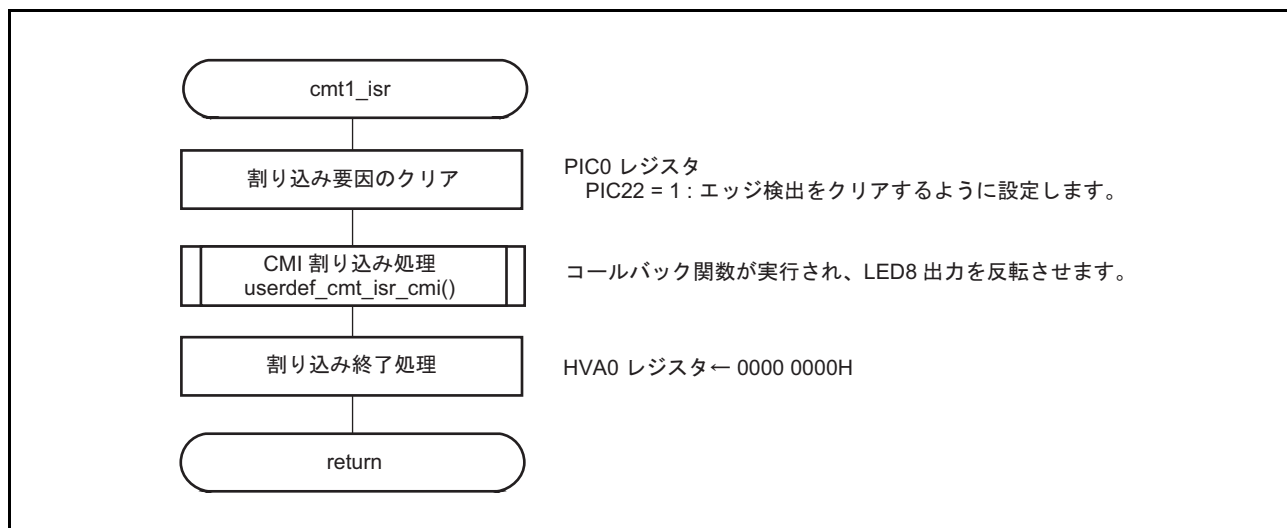 cmt1_isr
割り込み要因のクリア
PIC0 レジスタ
PIC22 = 1 : エッジ検出をクリアするように設定します。
CMI 割り込み処理
userdef_cmt_isr_cmi()
コールバック関数が実行され、LED8 出力を反転させます。
割り込み終了処理
HVA0 レジスタ← 0000 0000H
return